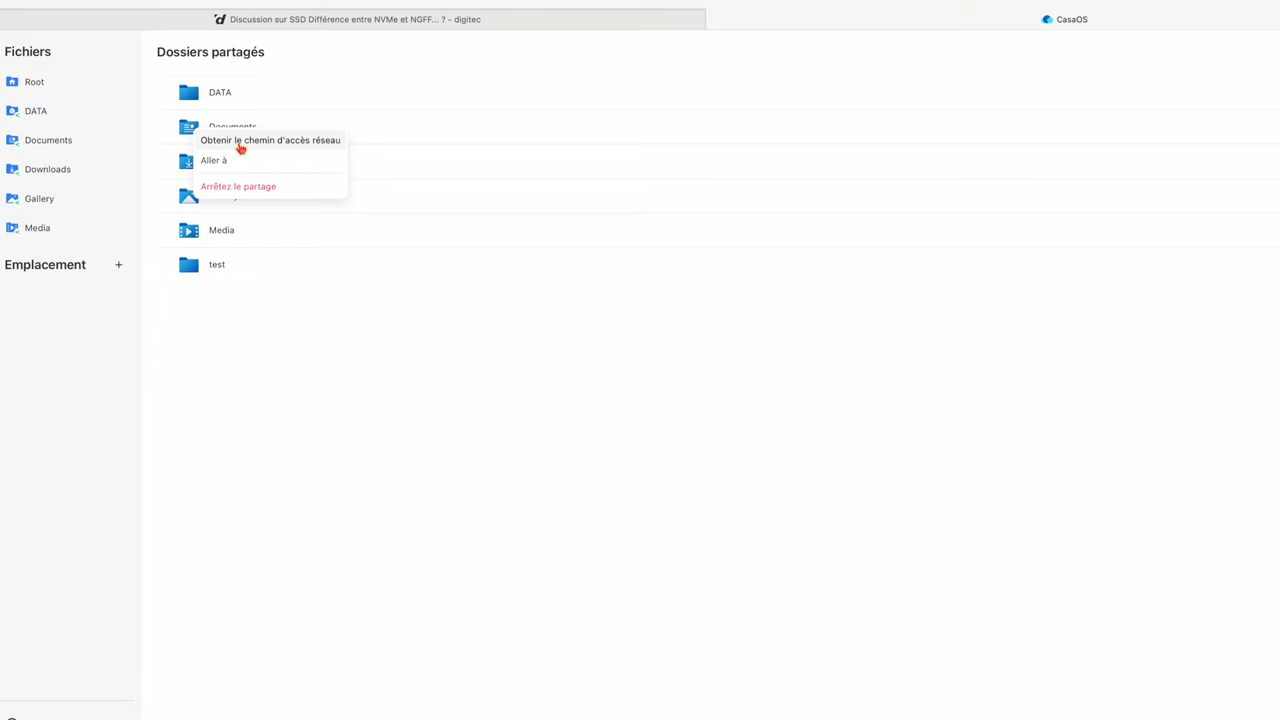 Discussion sur SSD Différence entre NVMe et NGFF... ? - digitec
CasaOS
Fichiers
Root
DATA
Documents
Downloads
Gallery
Media
Emplacement +
Dossiers partagés
DATA
Documents
Obtenir le chemin d'accès réseau
Aller à
Arrêtez le partage
Media
test